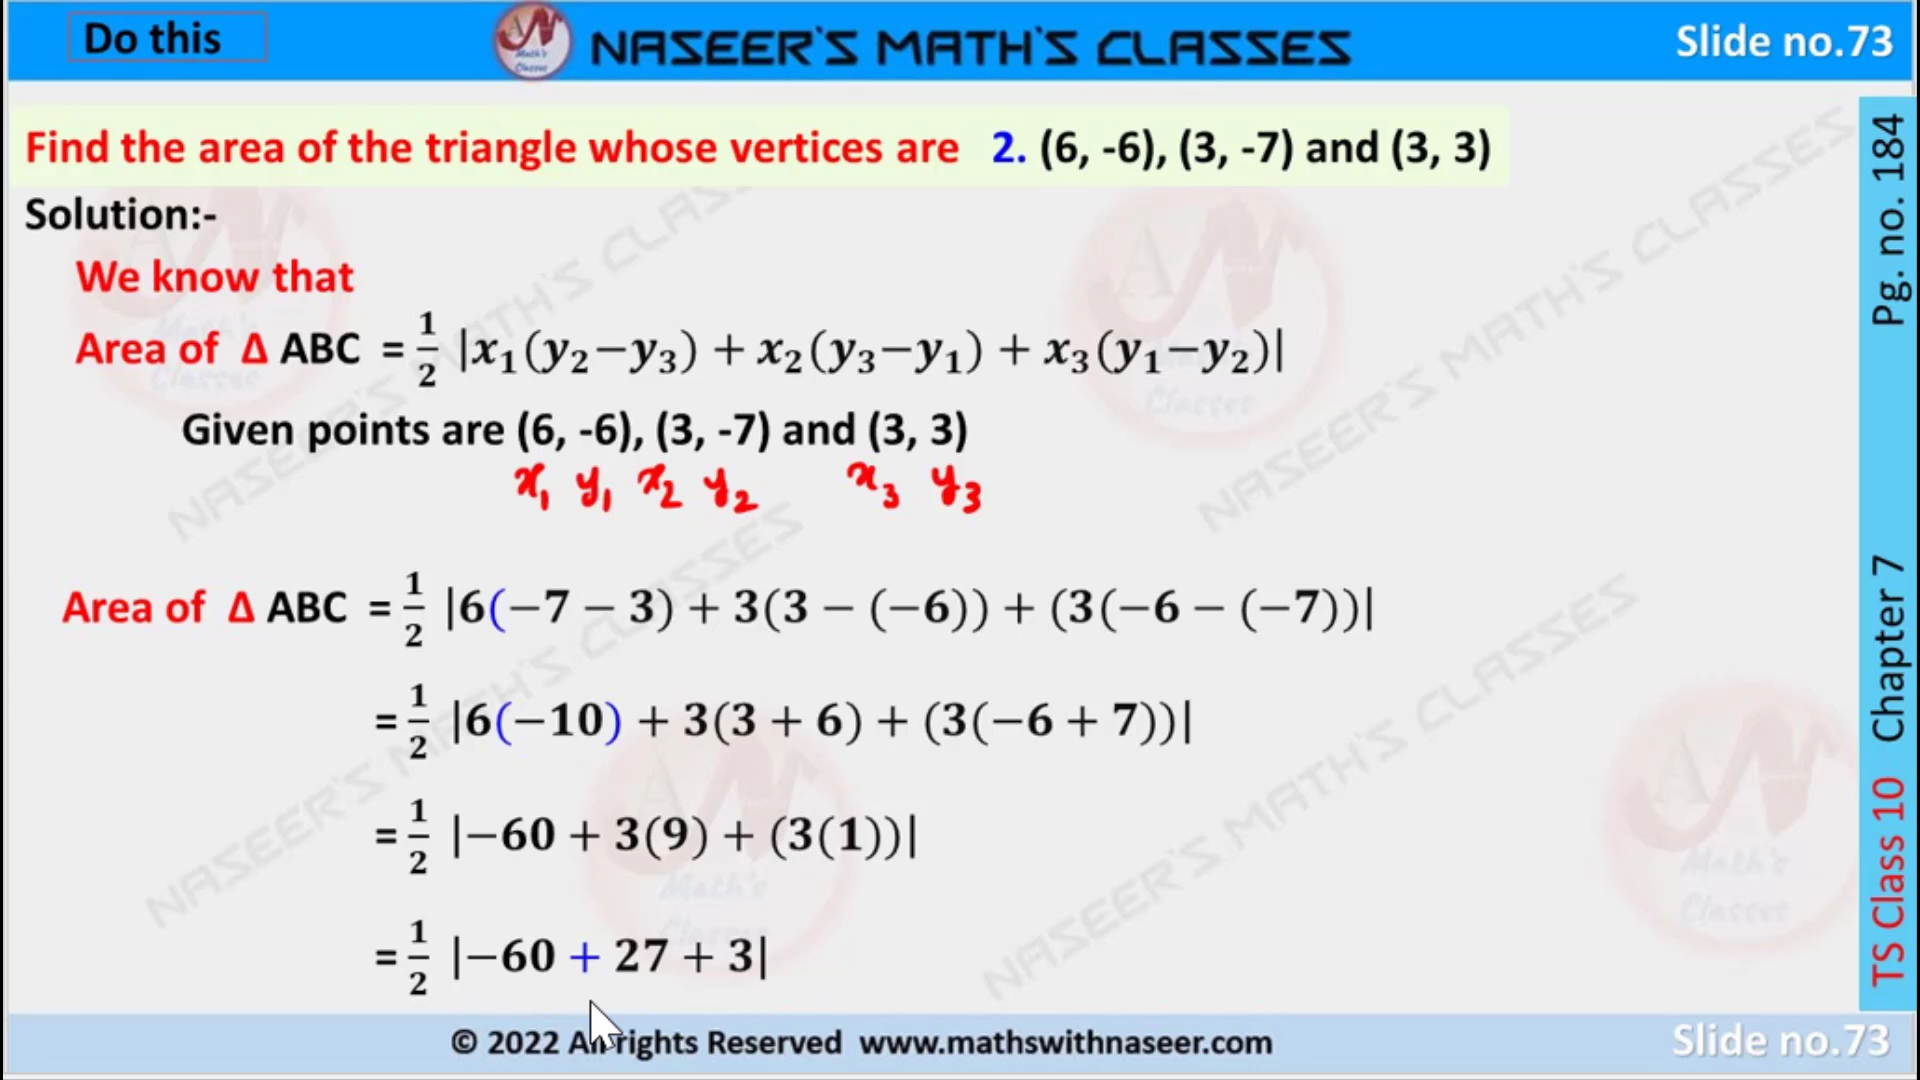 Do this
NASEER'S MATH'S CLASSES
Slide no.73
Find the area of the triangle whose vertices are 2. (6, -6), (3, -7) and (3, 3)
Solution:-
We know that
Area of Δ ABC = 1/2 |x₁(y₂−y₃) + x₂(y₃−y₁) + x₃(y₁−y₂)|
Given points are (6, -6), (3, -7) and (3, 3)
x₁ y₁ x₂ y₂ x₃ y₃
Area of Δ ABC = 1/2 |6(−7 − 3) + 3(3 − (−6)) + (3(−6 − (−7))|
= 1/2 |6(−10) + 3(3 + 6) + (3(−6 + 7))|
= 1/2 |−60 + 3(9) + (3(1))|
= 1/2 |−60 + 27 + 3|
Pg. no. 184
TS Class 10 Chapter 7
© 2022 All rights Reserved www.mathswithnaseer.com
Slide no.73